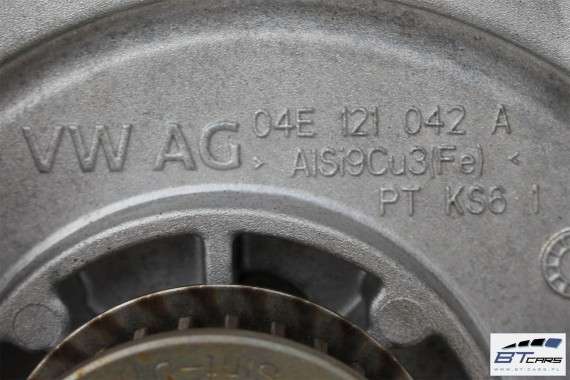 VW AG
04E 121 042 A
> AlSi9Cu3(Fe) <
PT KS6 1
BTCARS
WWW.BT-CARS.PL